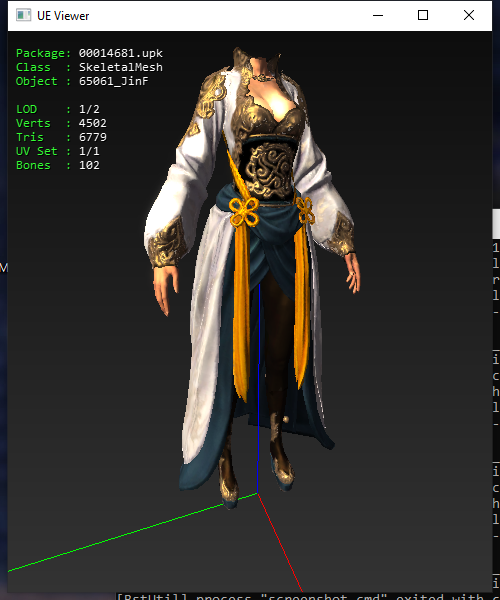 UE Viewer
Package: 00014681.upk
Class : SkeletalMesh
Object : 65061_JinF
LOD : 1/2
Verts : 4502
Tris : 6779
UV Set : 1/1
Bones : 102
M
[BstUtil] process "screenshot.cmd" exited with c